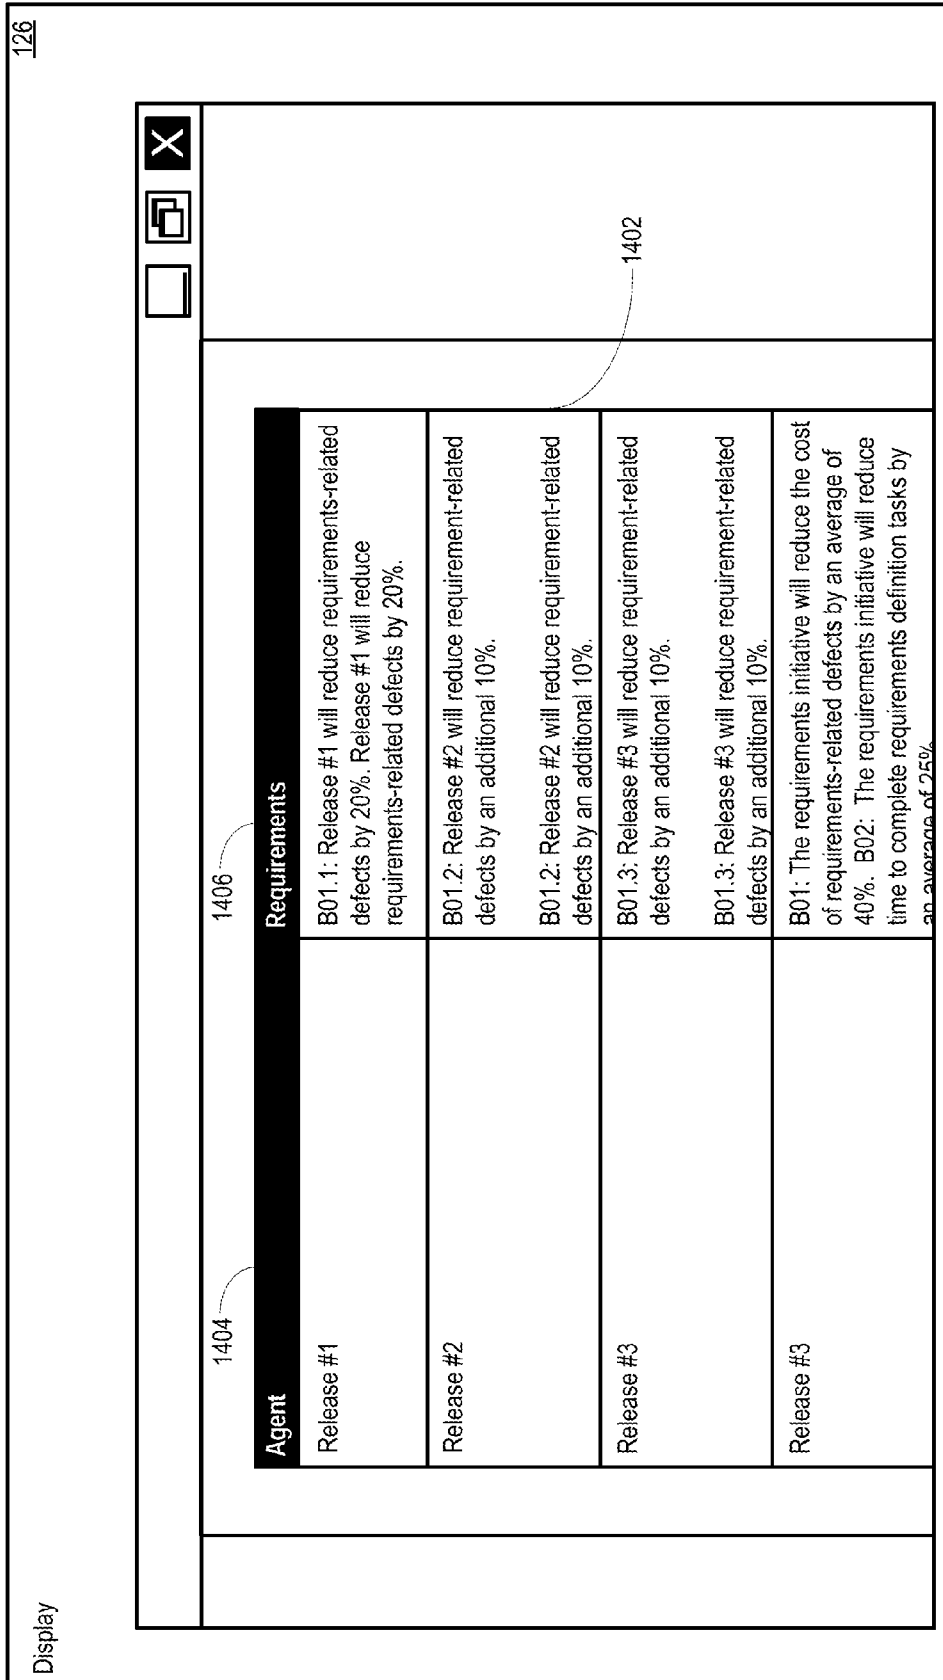 Display
126
X
1404
1406
Agent
Requirements
Release #1
B01.1: Release #1 will reduce requirements-related
defects by 20%. Release #1 will reduce
requirements-related defects by 20%.
Release #2
B01.2: Release #2 will reduce requirement-related
defects by an additional 10%.
B01.2: Release #2 will reduce requirement-related
defects by an additional 10%.
Release #3
B01.3: Release #3 will reduce requirement-related
defects by an additional 10%.
B01.3: Release #3 will reduce requirement-related
defects by an additional 10%.
Release #3
B01: The requirements initiative will reduce the cost
of requirements-related defects by an average of
40%. B02: The requirements initiative will reduce
time to complete requirements definition tasks by
an average of 25%
1402